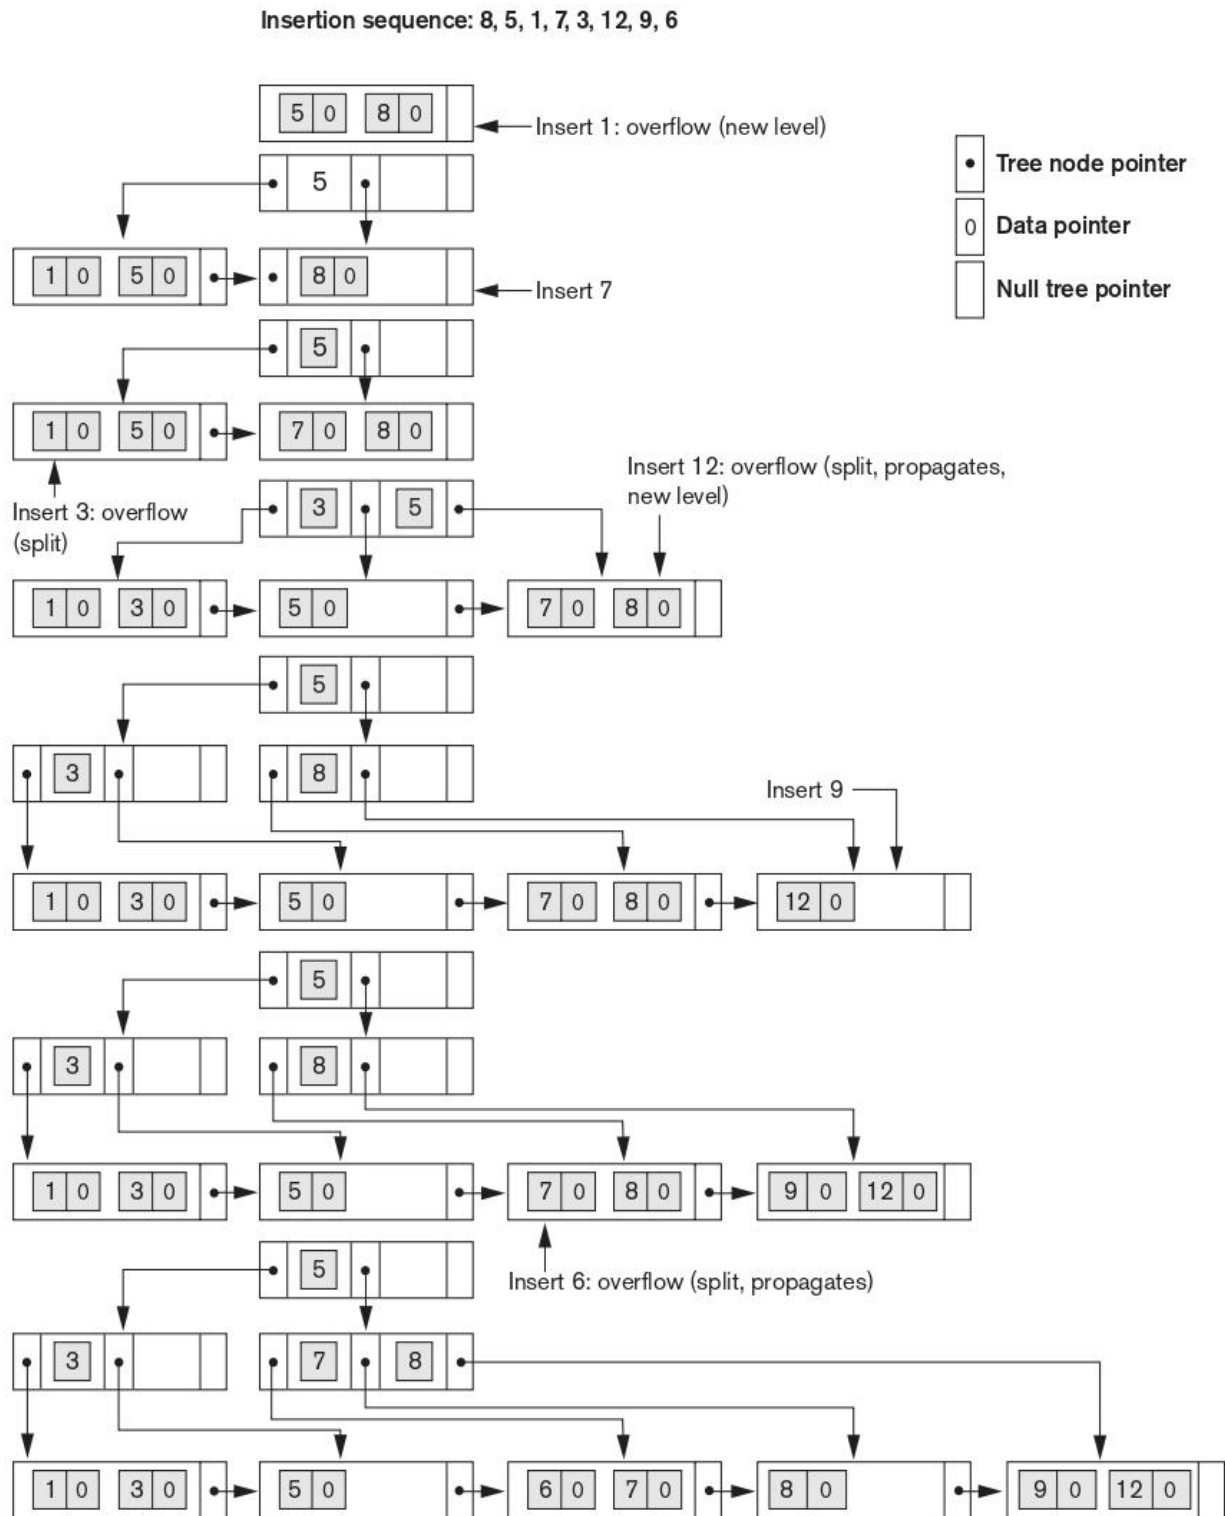 Insertion sequence: 8, 5, 1, 7, 3, 12, 9, 6
5 0 8 0
Insert 1: overflow (new level)
Tree node pointer
0 Data pointer
Null tree pointer
5
1 0 5 0 8 0
Insert 7
5
1 0 5 0 7 0 8 0
Insert 3: overflow
(split)
Insert 12: overflow (split, propagates,
new level)
3 5
1 0 3 0 5 0 7 0 8 0
5
3 8
Insert 9
1 0 3 0 5 0 7 0 8 0 12 0
5
3 8
1 0 3 0 5 0 7 0 8 0 9 0 12 0
Insert 6: overflow (split, propagates)
5
3 7 8
1 0 3 0 5 0 6 0 7 0 8 0 9 0 12 0